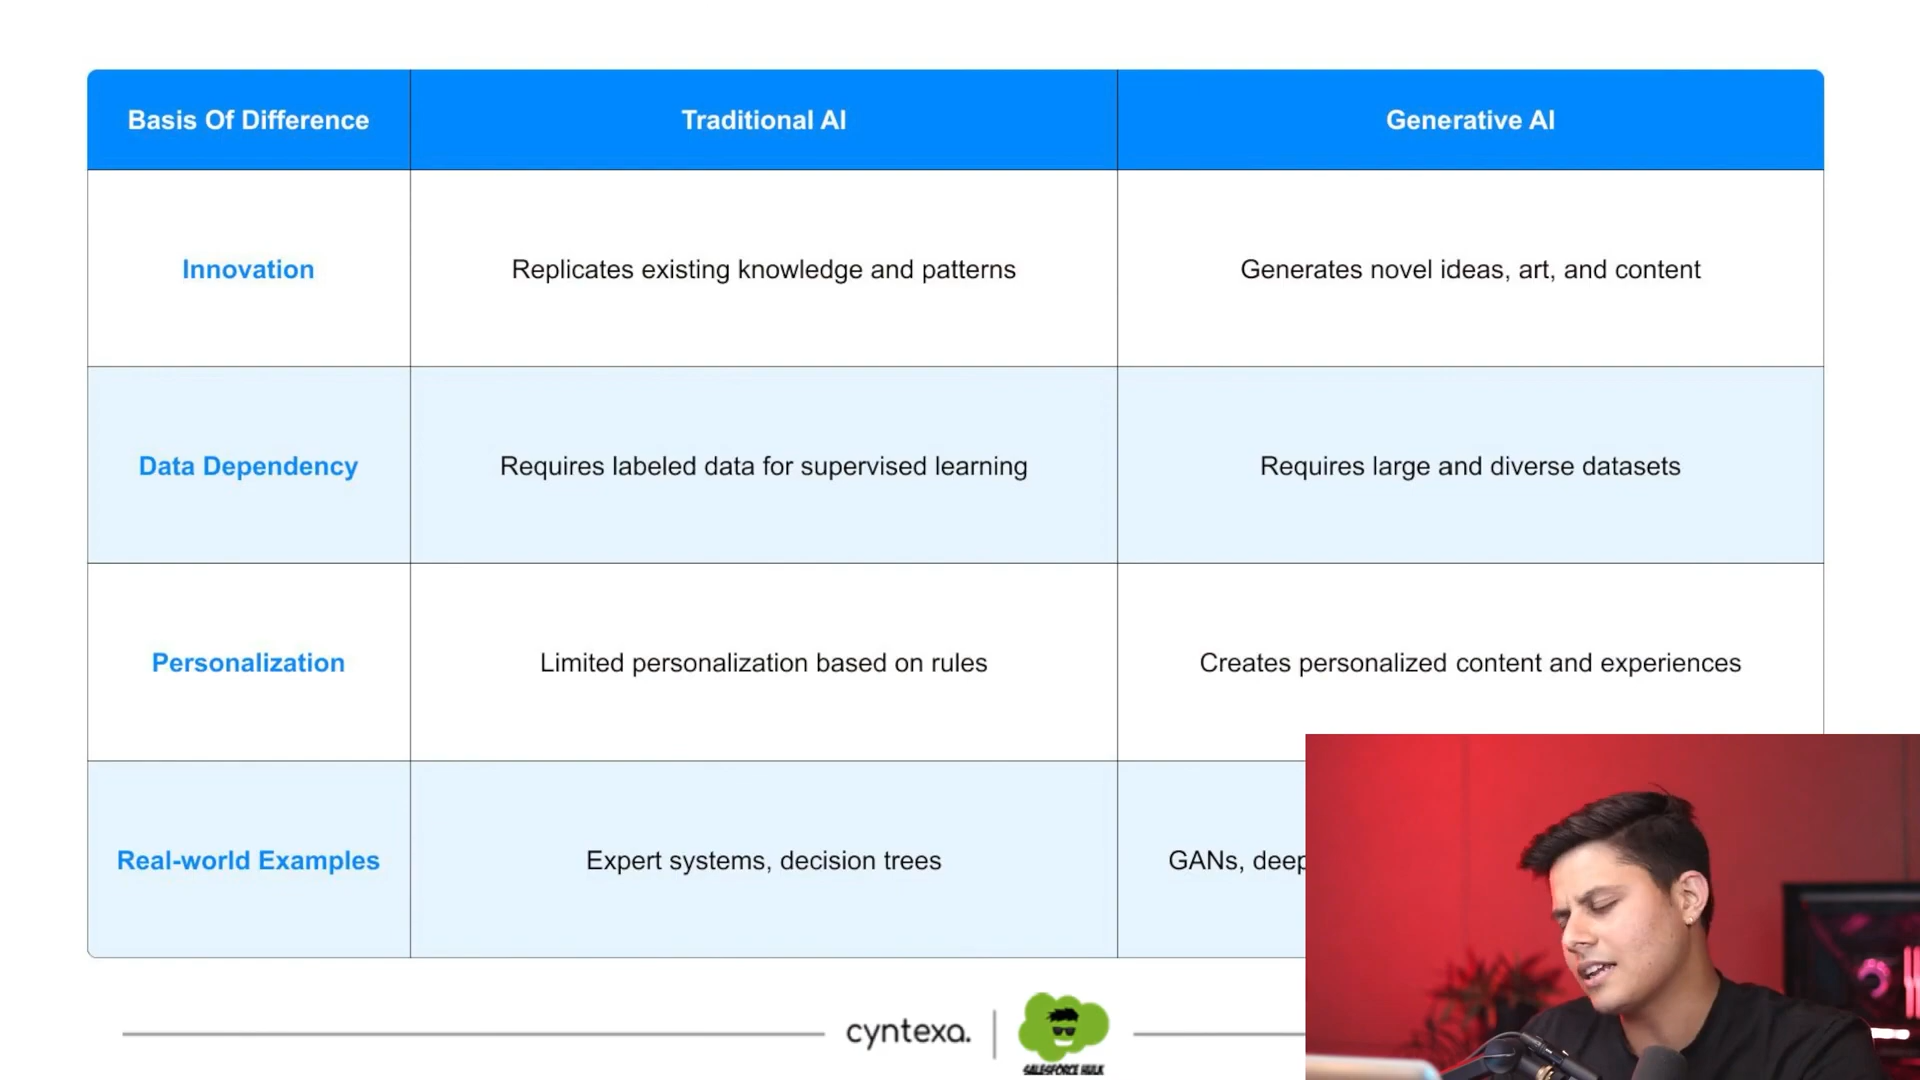 Basis Of Difference
Traditional AI
Generative AI
Innovation
Replicates existing knowledge and patterns
Generates novel ideas, art, and content
Data Dependency
Requires labeled data for supervised learning
Requires large and diverse datasets
Personalization
Limited personalization based on rules
Creates personalized content and experiences
Real-world Examples
Expert systems, decision trees
GANs, deep
cyntexa.
SALESFORCE HULK